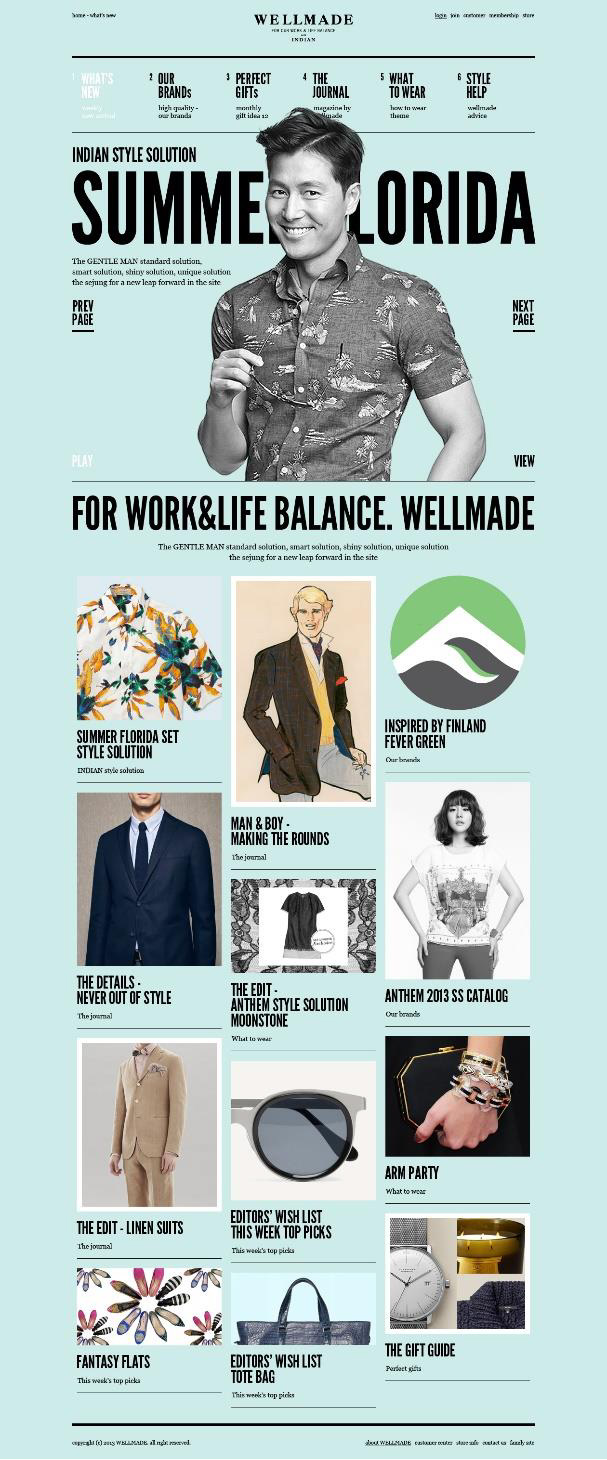 home - what's new
WELLMADE
FOR OUR WORK & LIFE BALANCE
INDIAN
login join customer membership store
1 WHAT'S NEW
weekly
new arrival
2 OUR BRANDs
high quality -
our brands
3 PERFECT GIFTs
monthly
gift idea 12
4 THE JOURNAL
magazine by
5 WHAT TO WEAR
how to wear
theme
6 STYLE HELP
wellmade
advice
INDIAN STYLE SOLUTION
SUMME LORIDA
The GENTLE MAN standard solution,
smart solution, shiny solution, unique solution
the sejung for a new leap forward in the site
PREV
PAGE
NEXT
PAGE
PLAY
VIEW
FOR WORK&LIFE BALANCE. WELLMADE
The GENTLE MAN standard solution, smart solution, shiny solution, unique solution
the sejung for a new leap forward in the site
SUMMER FLORIDA SET
STYLE SOLUTION
INDIAN style solution
THE DETAILS -
NEVER OUT OF STYLE
The journal
THE EDIT - LINEN SUITS
The journal
FANTASY FLATS
This week's top picks
MAN & BOY -
MAKING THE ROUNDS
The journal
THE EDIT -
ANTHEM STYLE SOLUTION
MOONSTONE
What to wear
EDITORS' WISH LIST
THIS WEEK TOP PICKS
This week's top picks
EDITORS' WISH LIST
TOTE BAG
This week's top picks
INSPIRED BY FINLAND
FEVER GREEN
Our brands
ANTHEM 2013 SS CATALOG
Our brands
ARM PARTY
What to wear
THE GIFT GUIDE
Perfect gifts
copyright (c) 2013 WELLMADE. all right reserved.
about WELLMADE customer center store info contact us family site